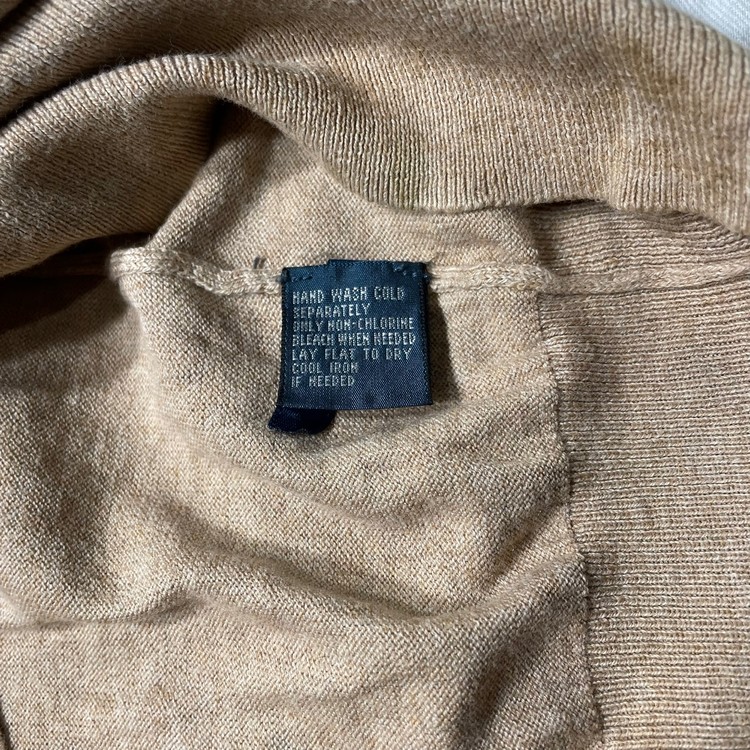 HAND WASH COLD
SEPARATELY
ONLY NON-CHLORINE
BLEACH WHEN NEEDED
LAY FLAT TO DRY
COOL IRON
IF NEEDED